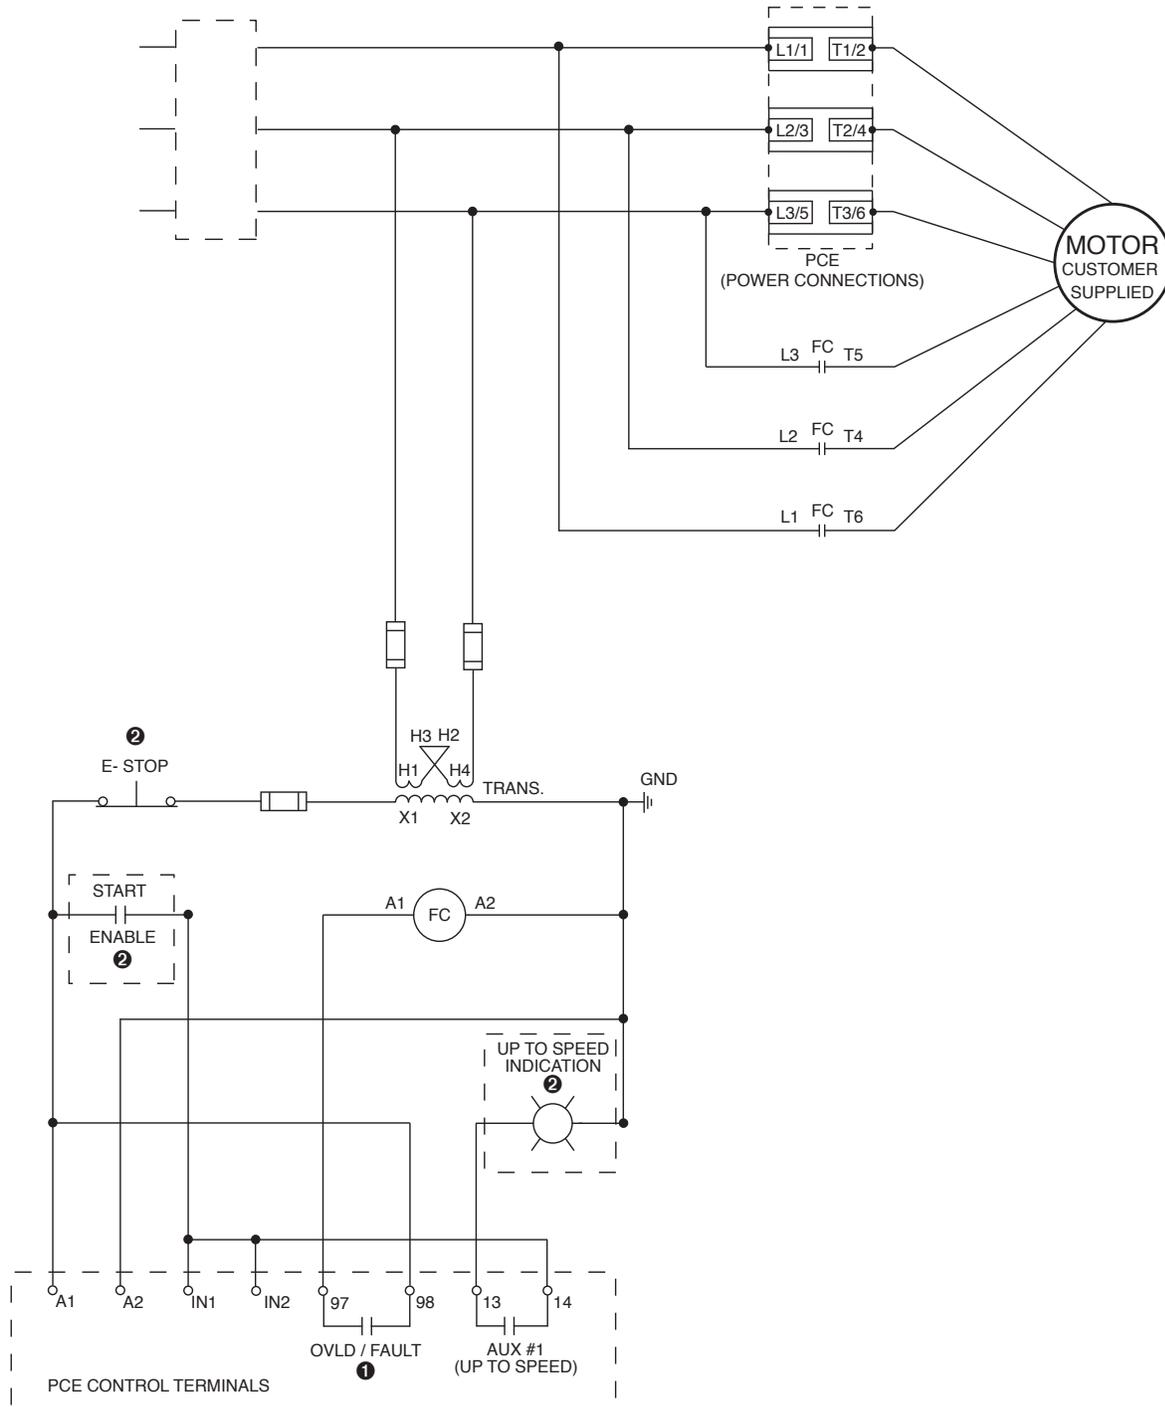 L1/1 T1/2
L2/3 T2/4
L3/5 T3/6
PCE
(POWER CONNECTIONS)
MOTOR
CUSTOMER
SUPPLIED
L3 FC T5
L2 FC T4
L1 FC T6
❷
E- STOP
H3 H2
H1 H4
TRANS.
X1 X2
GND
START
ENABLE
❷
A1 FC A2
UP TO SPEED
INDICATION
❷
A1 A2 IN1 IN2 97 98 13 14
OVLD / FAULT
❶
AUX #1
(UP TO SPEED)
PCE CONTROL TERMINALS